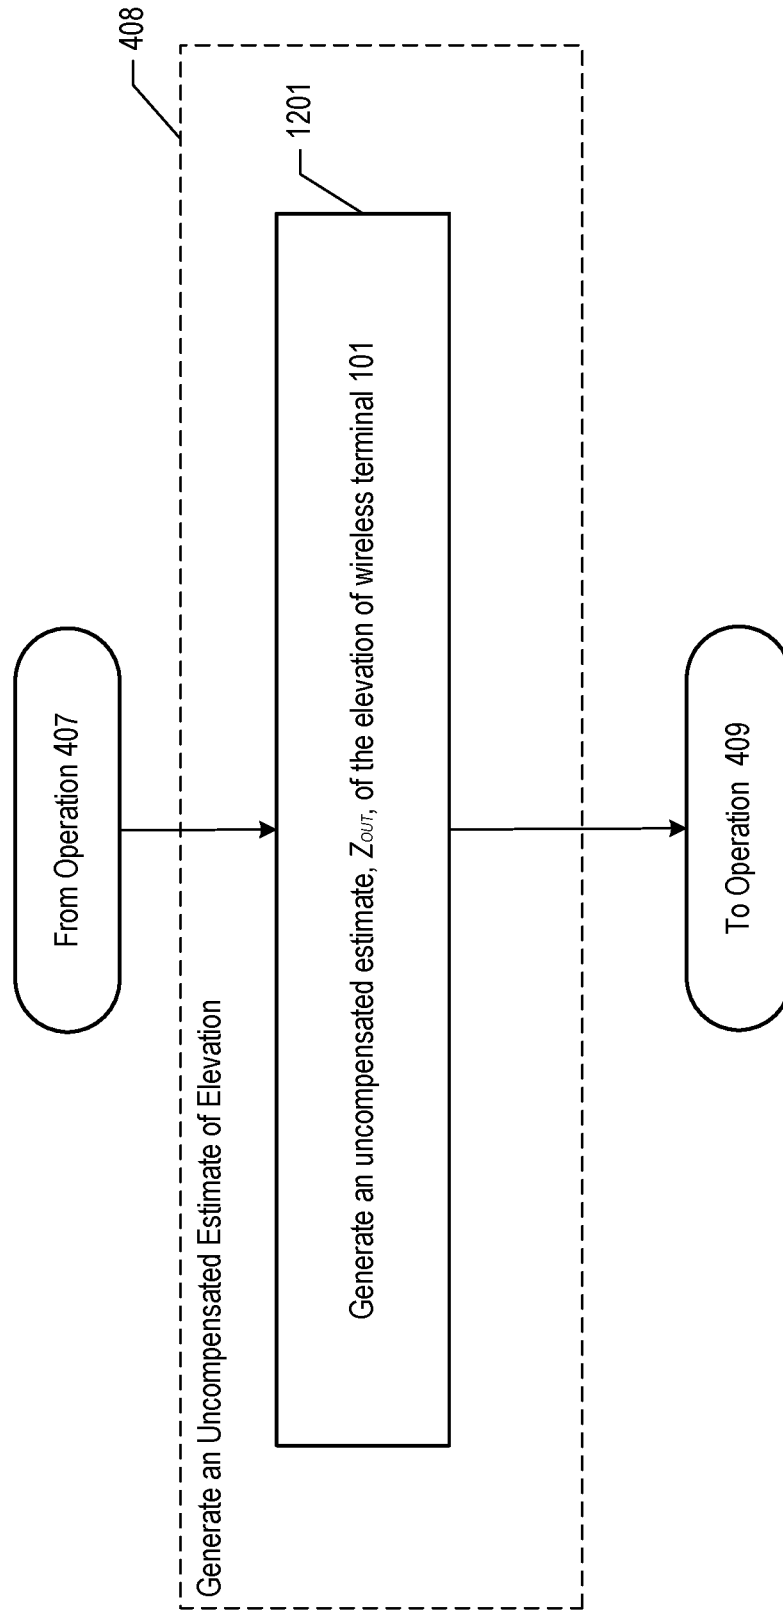 From Operation 407
408
Generate an Uncompensated Estimate of Elevation
1201
Generate an uncompensated estimate, ZOUT, of the elevation of wireless terminal 101
To Operation 409